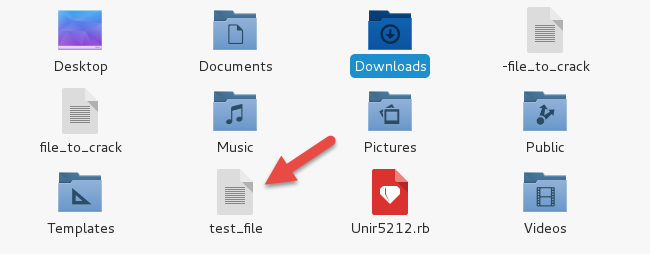 Desktop
Documents
Downloads
-file_to_crack
file_to_crack
Music
Pictures
Public
Templates
test_file
Unir5212.rb
Videos